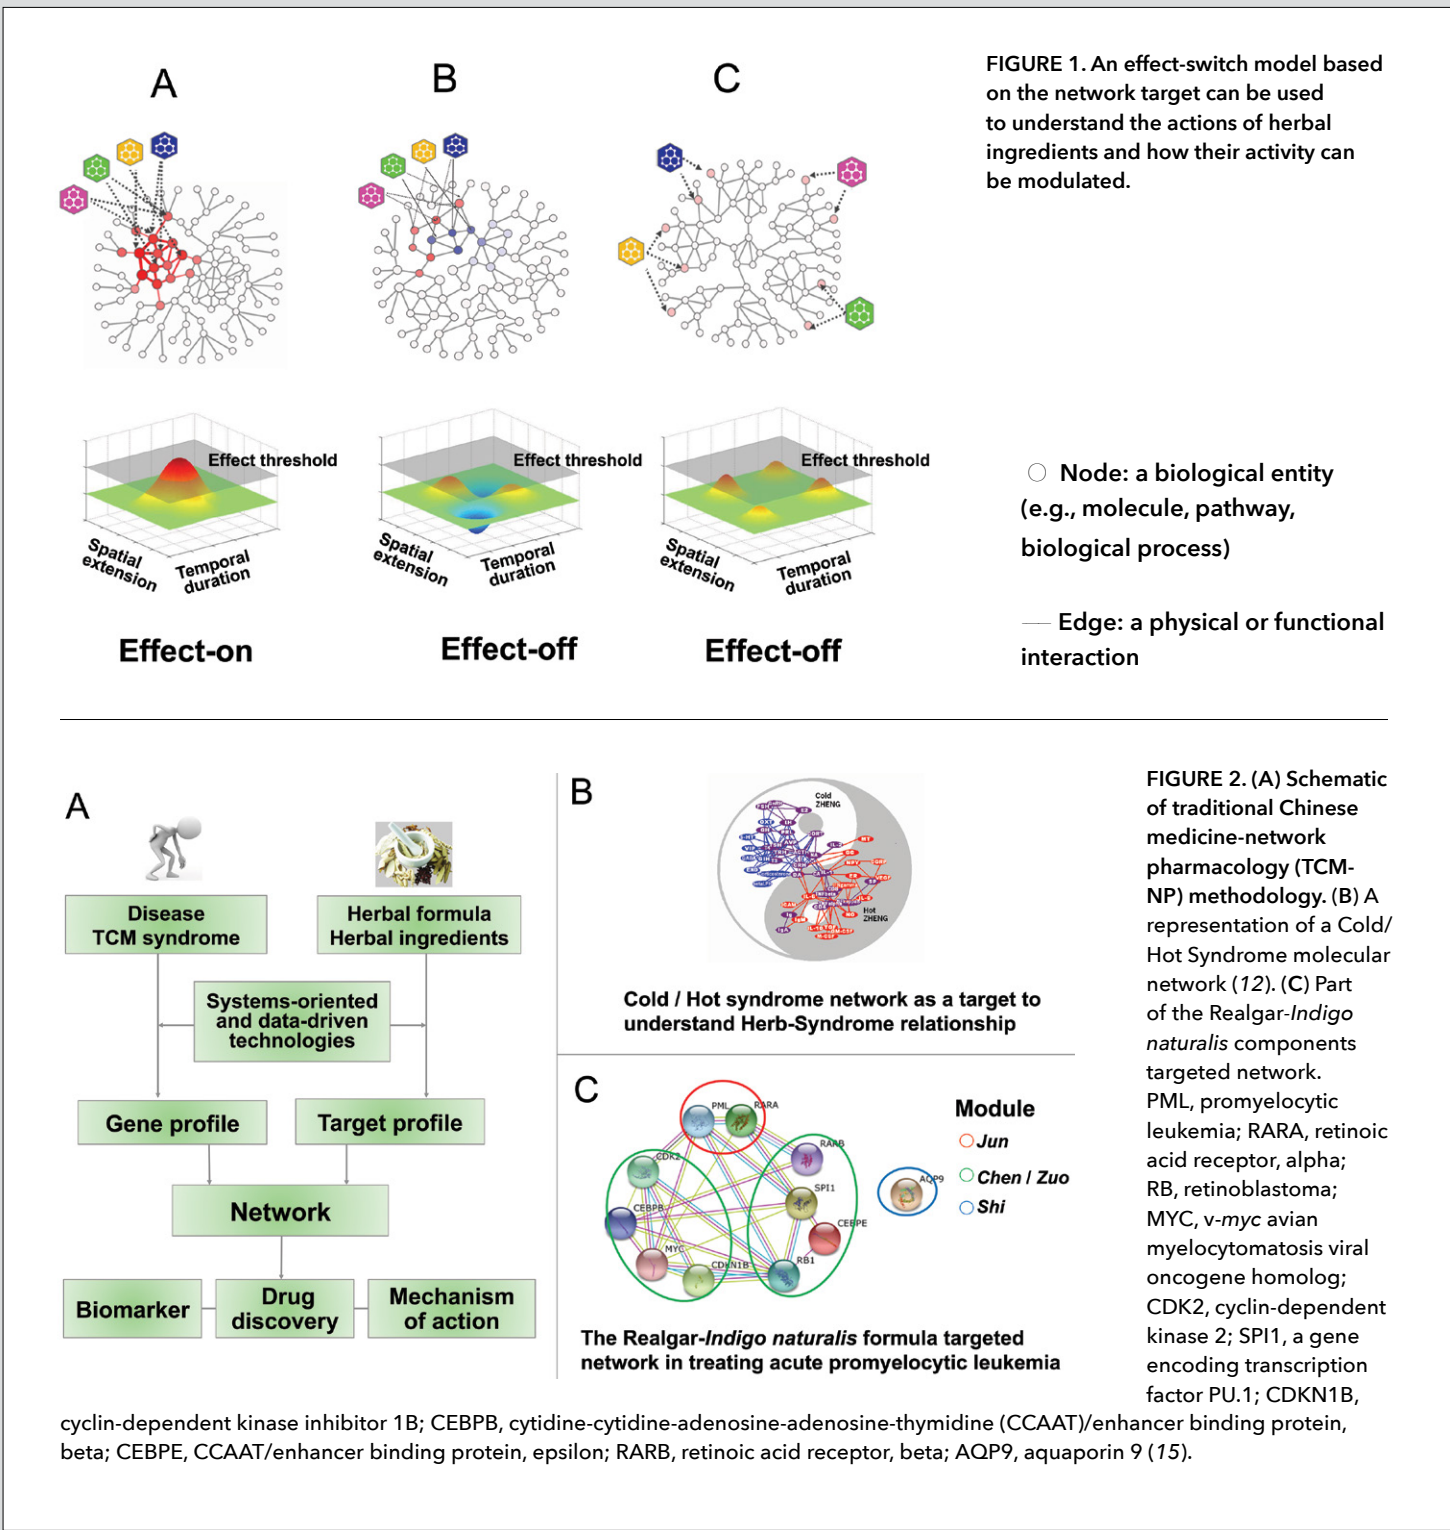 A
B
C
FIGURE 1. An effect-switch model based
on the network target can be used
to understand the actions of herbal
ingredients and how their activity can
be modulated.
Effect threshold
Effect threshold
Effect threshold
Spatial
extension
Temporal
duration
Spatial
extension
Temporal
duration
Spatial
extension
Temporal
duration
Effect-on
Effect-off
Effect-off
Node: a biological entity
(e.g., molecule, pathway,
biological process)
Edge: a physical or functional
interaction
A
Disease
TCM syndrome
Herbal formula
Herbal ingredients
Systems-oriented
and data-driven
technologies
Gene profile
Target profile
Network
Biomarker
Drug
discovery
Mechanism
of action
B
Cold
ZHENG
Hot
ZHENG
Cold / Hot syndrome network as a target to
understand Herb-Syndrome relationship
C
PML
RARA
RARB
CDK2
SPI1
AQP9
CEBPB
CEBPE
MYC
CDKN1B
RB1
Module
Jun
Chen / Zuo
Shi
The Realgar-Indigo naturalis formula targeted
network in treating acute promyelocytic leukemia
FIGURE 2. (A) Schematic
of traditional Chinese
medicine-network
pharmacology (TCM-
NP) methodology. (B) A
representation of a Cold/
Hot Syndrome molecular
network (12). (C) Part
of the Realgar-Indigo
naturalis components
targeted network.
PML, promyelocytic
leukemia; RARA, retinoic
acid receptor, alpha;
RB, retinoblastoma;
MYC, v-myc avian
myelocytomatosis viral
oncogene homolog;
CDK2, cyclin-dependent
kinase 2; SPI1, a gene
encoding transcription
factor PU.1; CDKN1B,
cyclin-dependent kinase inhibitor 1B; CEBPB, cytidine-cytidine-adenosine-adenosine-thymidine (CCAAT)/enhancer binding protein,
beta; CEBPE, CCAAT/enhancer binding protein, epsilon; RARB, retinoic acid receptor, beta; AQP9, aquaporin 9 (15).